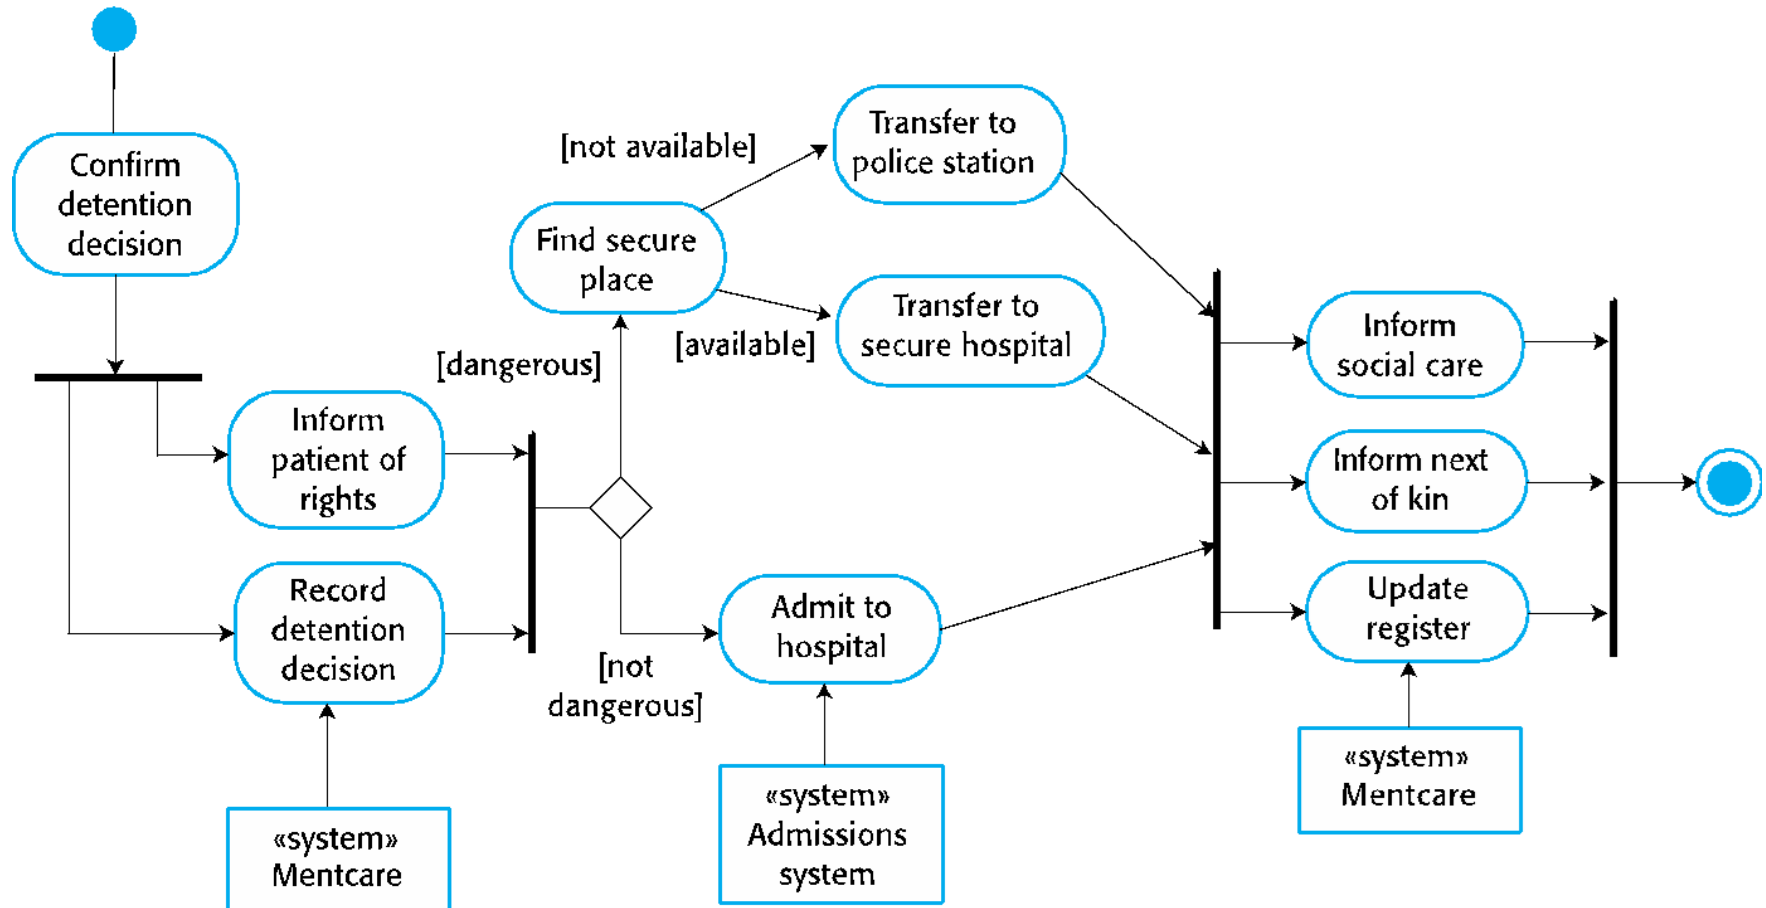 Confirm
detention
decision
Inform
patient of
rights
Record
detention
decision
«system»
Mentcare
[dangerous]
[not
dangerous]
Find secure
place
[not available]
[available]
Transfer to
police station
Transfer to
secure hospital
Admit to
hospital
«system»
Admissions
system
Inform
social care
Inform next
of kin
Update
register
«system»
Mentcare